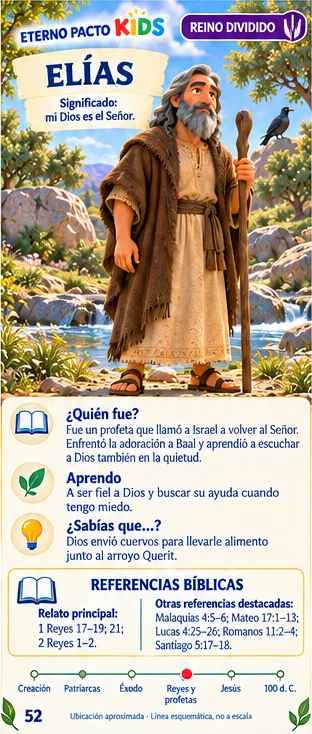 ETERNO PACTO KIDS
REINO DIVIDIDO
ELÍAS
Significado:
mi Dios es el Señor.
¿Quién fue?
Fue un profeta que llamó a Israel a volver al Señor.
Enfrentó la adoración a Baal y aprendió a escuchar
a Dios también en la quietud.
Aprendo
A ser fiel a Dios y buscar su ayuda cuando
tengo miedo.
¿Sabías que...?
Dios envió cuervos para llevarle alimento
junto al arroyo Querit.
REFERENCIAS BÍBLICAS
Relato principal:
1 Reyes 17–19; 21;
2 Reyes 1–2.
Otras referencias destacadas:
Malaquías 4:5–6; Mateo 17:1–13;
Lucas 4:25–26; Romanos 11:2–4;
Santiago 5:17–18.
Creación
Patriarcas
Éxodo
Reyes y
profetas
Jesús
100 d. C.
52
Ubicación aproximada · Línea esquemática, no a escala